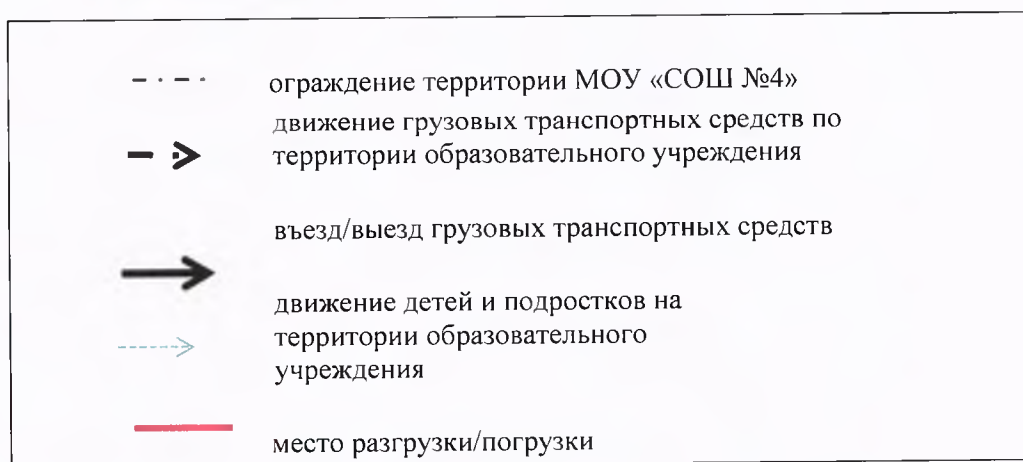 ограждение территории МОУ «СОШ №4»
движение грузовых транспортных средств по
территории образовательного учреждения
въезд/выезд грузовых транспортных средств
движение детей и подростков на
территории образовательного
учреждения
место разгрузки/погрузки